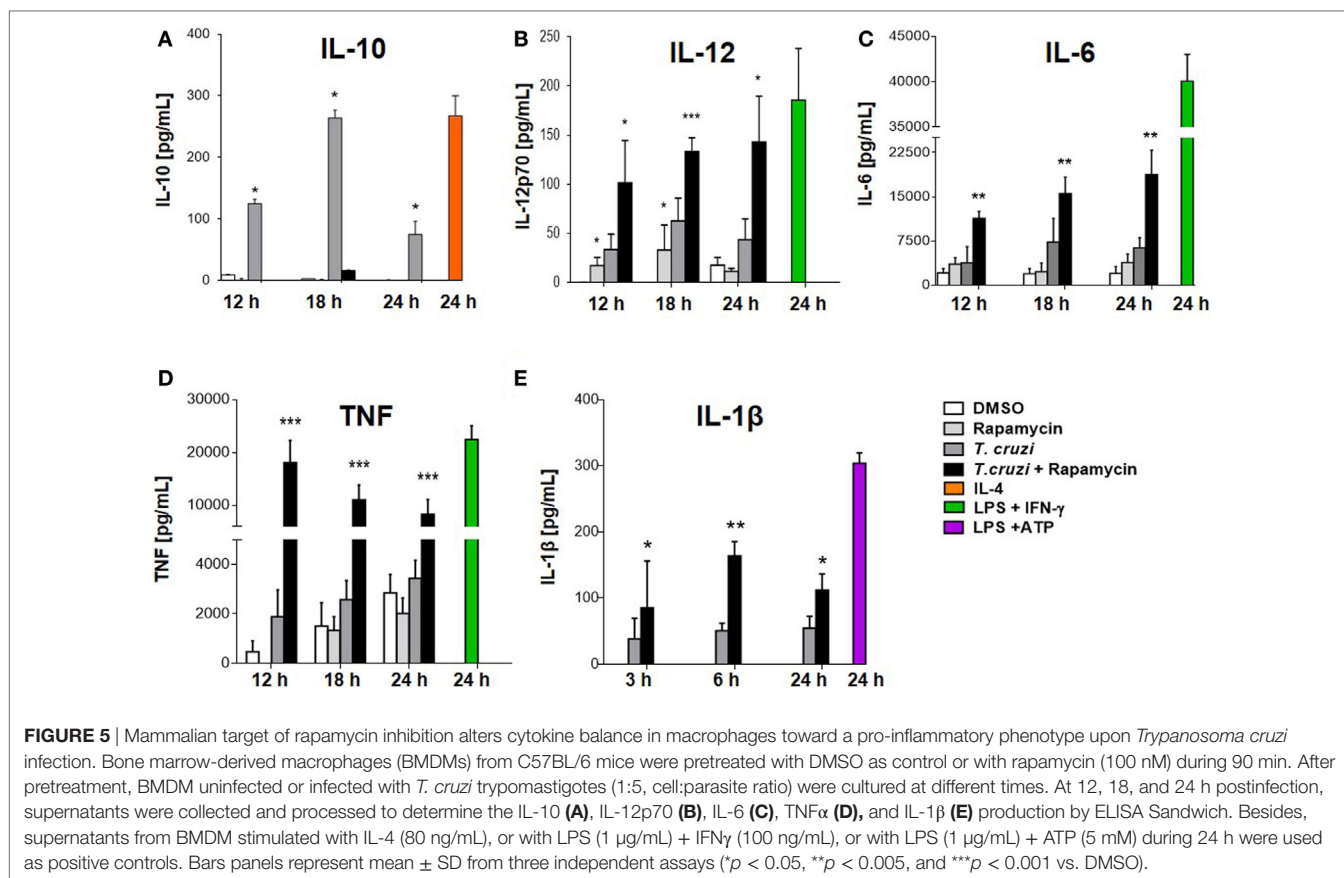 A
IL-10
IL-10 [pg/mL]
400
300
200
100
0
*
*
*
12 h 18 h 24 h 24 h
B
IL-12
IL-12p70 [pg/mL]
250
200
150
100
50
0
*
*
*
***
*
12 h 18 h 24 h 24 h
C
IL-6
IL-6 [pg/mL]
45000
40000
35000
22500
15000
7500
0
**
**
**
12 h 18 h 24 h 24 h
D
TNF
TNF [pg/mL]
30000
20000
10000
4000
2000
0
***
***
***
12 h 18 h 24 h 24 h
E
IL-1β
IL-1β [pg/mL]
400
300
200
100
0
*
**
*
3 h 6 h 24 h 24 h
DMSO
Rapamycin
T. cruzi
T.cruzi + Rapamycin
IL-4
LPS + IFN-γ
LPS +ATP
FIGURE 5 | Mammalian target of rapamycin inhibition alters cytokine balance in macrophages toward a pro-inflammatory phenotype upon Trypanosoma cruzi
infection. Bone marrow-derived macrophages (BMDMs) from C57BL/6 mice were pretreated with DMSO as control or with rapamycin (100 nM) during 90 min. After
pretreatment, BMDM uninfected or infected with T. cruzi trypomastigotes (1:5, cell:parasite ratio) were cultured at different times. At 12, 18, and 24 h postinfection,
supernatants were collected and processed to determine the IL-10 (A), IL-12p70 (B), IL-6 (C), TNFα (D), and IL-1β (E) production by ELISA Sandwich. Besides,
supernatants from BMDM stimulated with IL-4 (80 ng/mL), or with LPS (1 µg/mL) + IFNγ (100 ng/mL), or with LPS (1 µg/mL) + ATP (5 mM) during 24 h were used
as positive controls. Bars panels represent mean ± SD from three independent assays (*p < 0.05, **p < 0.005, and ***p < 0.001 vs. DMSO).